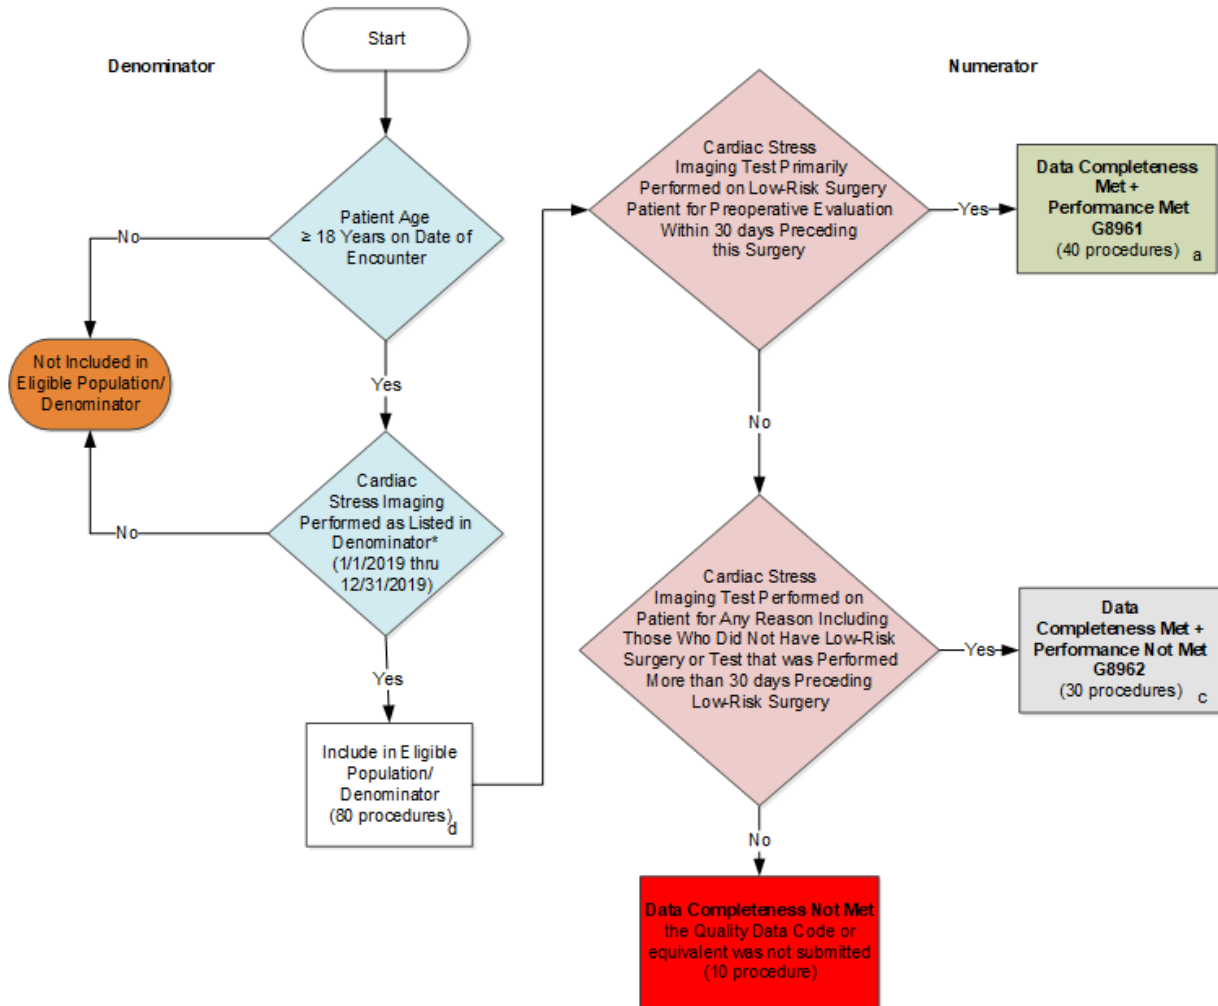 Start
Denominator
Patient Age
≥ 18 Years on Date of
Encounter
No
Yes
Not Included in
Eligible Population/
Denominator
Cardiac
Stress Imaging
Performed as Listed in
Denominator*
(1/1/2019 thru
12/31/2019)
No
Yes
Include in Eligible
Population/
Denominator
(80 procedures)
d
Numerator
Cardiac Stress
Imaging Test Primarily
Performed on Low-Risk Surgery
Patient for Preoperative Evaluation
Within 30 days Preceding
this Surgery
Yes
Data Completeness
Met +
Performance Met
G8961
(40 procedures)
a
No
Cardiac Stress
Imaging Test Performed on
Patient for Any Reason Including
Those Who Did Not Have Low-Risk
Surgery or Test that was Performed
More than 30 days Preceding
Low-Risk Surgery
Yes
Data
Completeness Met +
Performance Not Met
G8962
(30 procedures)
c
No
Data Completeness Not Met
the Quality Data Code or
equivalent was not submitted
(10 procedure)